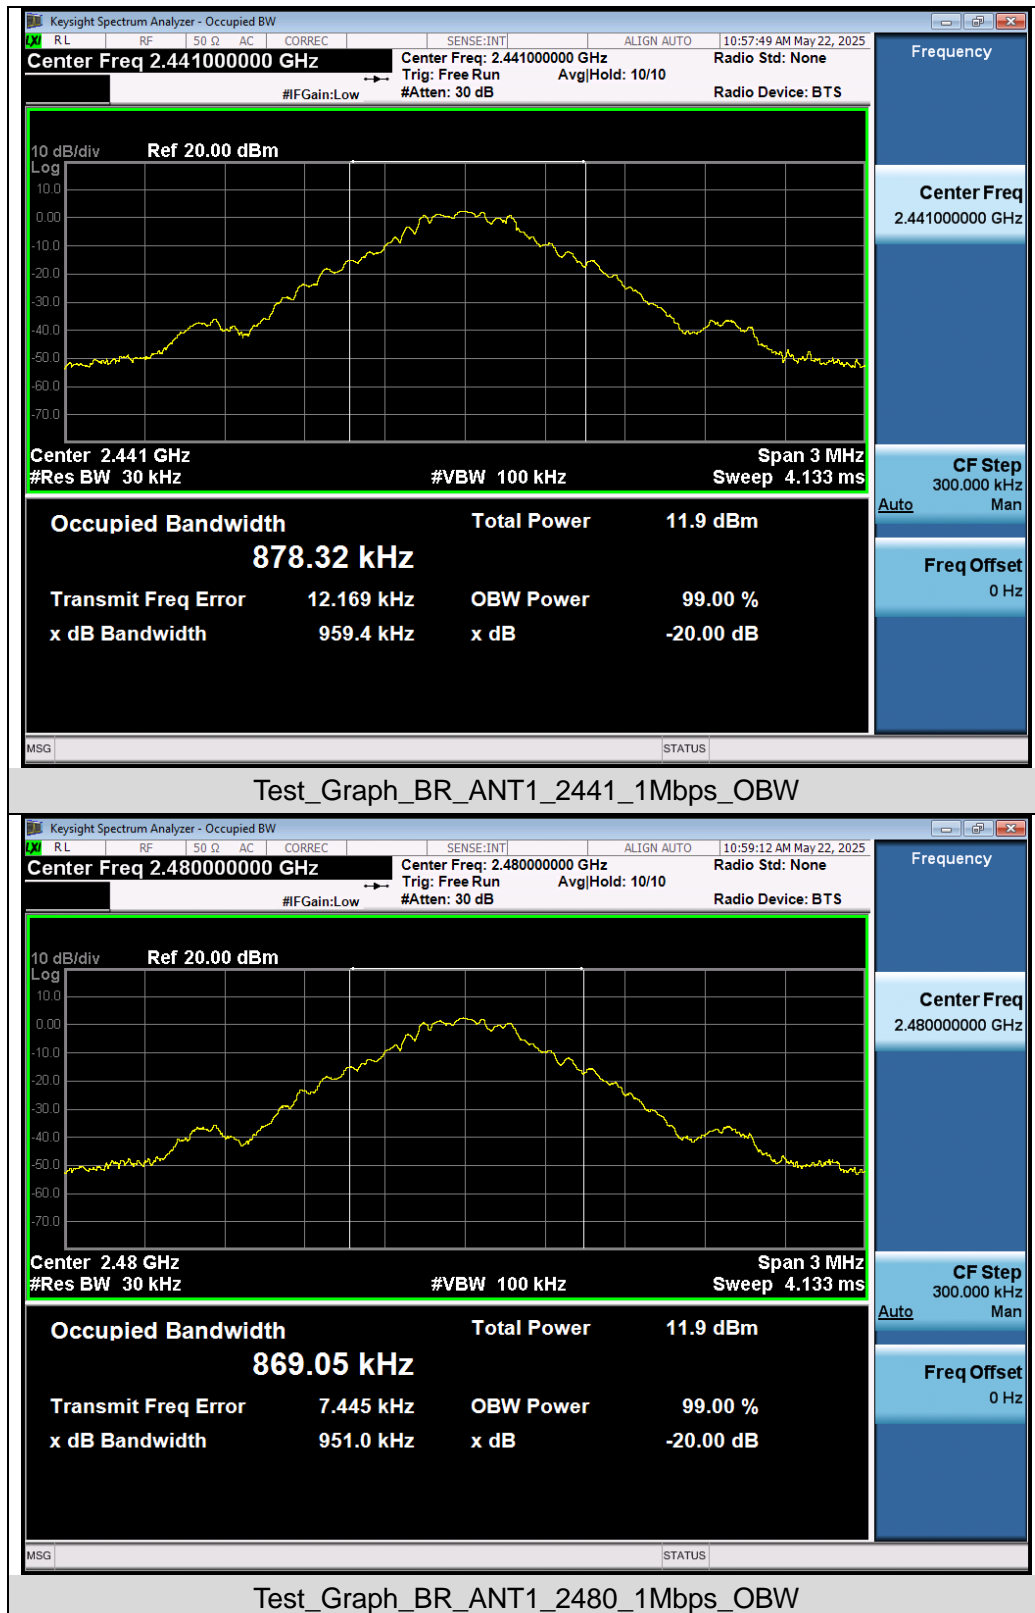 Keysight Spectrum Analyzer - Occupied BW
LXI RL RF 50 Ω AC CORREC SENSE:INT ALIGN AUTO 10:57:49 AM May 22, 2025
Center Freq 2.441000000 GHz
Center Freq: 2.441000000 GHz
Radio Std: None
Trig: Free Run Avg|Hold: 10/10
#IFGain:Low #Atten: 30 dB Radio Device: BTS
Frequency
10 dB/div Ref 20.00 dBm
Log
10.0
0.00
-10.0
-20.0
-30.0
-40.0
-50.0
-60.0
-70.0
Center 2.441 GHz Span 3 MHz
#Res BW 30 kHz #VBW 100 kHz Sweep 4.133 ms
Center Freq
2.441000000 GHz
CF Step
300.000 kHz
Auto Man
Freq Offset
0 Hz
Occupied Bandwidth Total Power 11.9 dBm
878.32 kHz
Transmit Freq Error 12.169 kHz OBW Power 99.00 %
x dB Bandwidth 959.4 kHz x dB -20.00 dB
MSG STATUS
Test_Graph_BR_ANT1_2441_1Mbps_OBW
Keysight Spectrum Analyzer - Occupied BW
LXI RL RF 50 Ω AC CORREC SENSE:INT ALIGN AUTO 10:59:12 AM May 22, 2025
Center Freq 2.480000000 GHz
Center Freq: 2.480000000 GHz
Radio Std: None
Trig: Free Run Avg|Hold: 10/10
#IFGain:Low #Atten: 30 dB Radio Device: BTS
Frequency
10 dB/div Ref 20.00 dBm
Log
10.0
0.00
-10.0
-20.0
-30.0
-40.0
-50.0
-60.0
-70.0
Center 2.48 GHz Span 3 MHz
#Res BW 30 kHz #VBW 100 kHz Sweep 4.133 ms
Center Freq
2.480000000 GHz
CF Step
300.000 kHz
Auto Man
Freq Offset
0 Hz
Occupied Bandwidth Total Power 11.9 dBm
869.05 kHz
Transmit Freq Error 7.445 kHz OBW Power 99.00 %
x dB Bandwidth 951.0 kHz x dB -20.00 dB
MSG STATUS
Test_Graph_BR_ANT1_2480_1Mbps_OBW